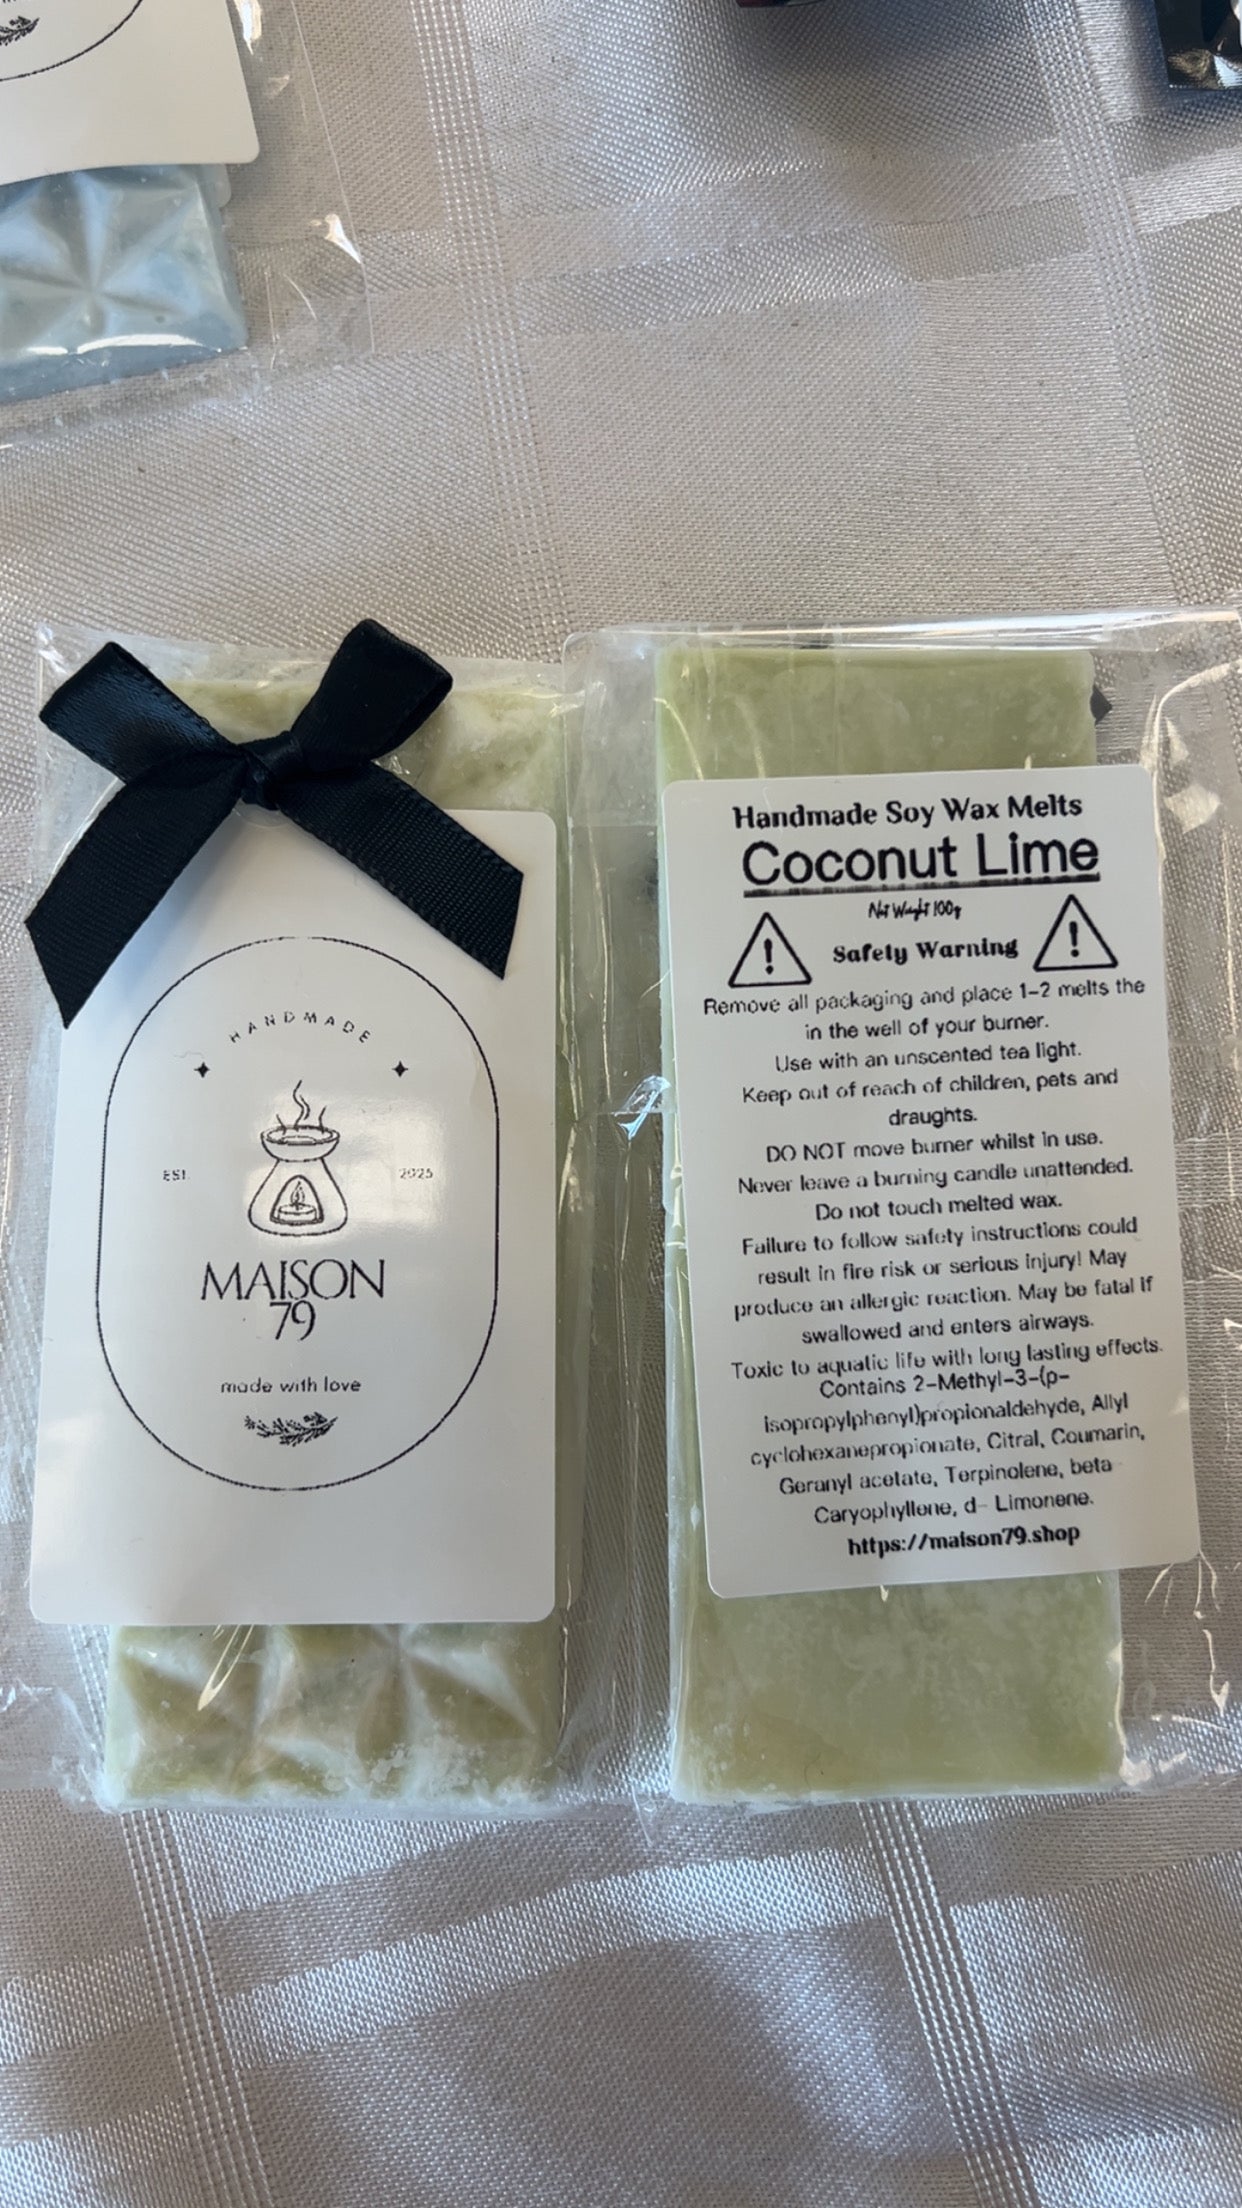 HANDMADE
EST. 2025
MAISON
79
made with love
Handmade Soy Wax Melts
Coconut Lime
Net Weight 100g
Safety Warning
Remove all packaging and place 1-2 melts the
in the well of your burner.
Use with an unscented tea light.
Keep out of reach of children, pets and
draughts.
DO NOT move burner whilst in use.
Never leave a burning candle unattended.
Do not touch melted wax.
Failure to follow safety instructions could
result in fire risk or serious injury! May
produce an allergic reaction. May be fatal if
swallowed and enters airways.
Toxic to aquatic life with long lasting effects.
Contains 2-Methyl-3-(p-
isopropylphenyl)propionaldehyde, Allyl
cyclohexanepropionate, Citral, Coumarin,
Geranyl acetate, Terpinolene, beta-
Caryophyllene, d- Limonene.
https://maison79.shop